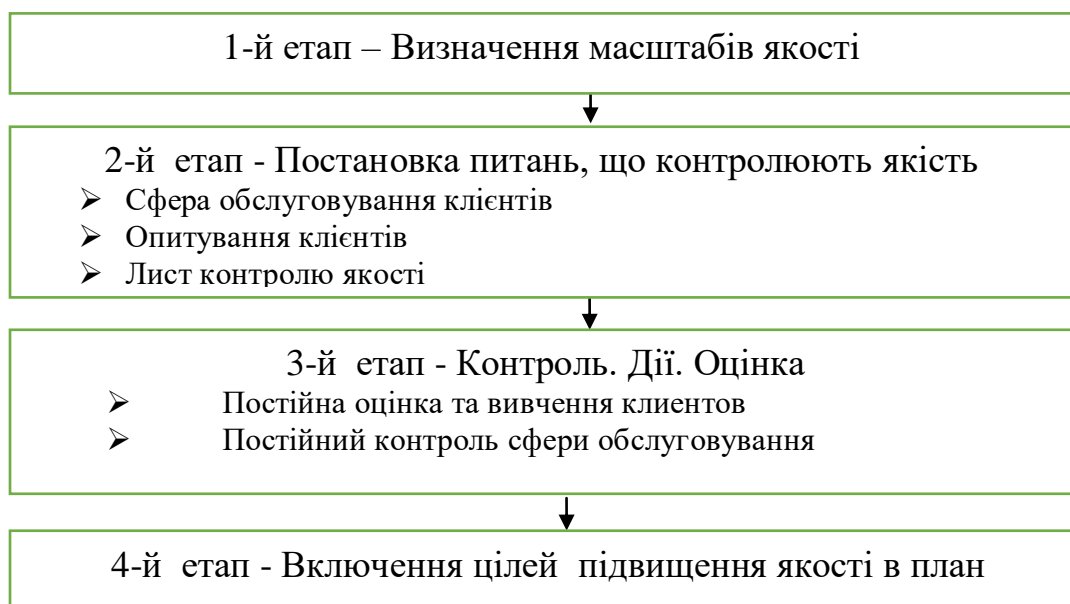 1-й етап – Визначення масштабів якості
2-й етап - Постановка питань, що контролюють якість
➢ Сфера обслуговування клієнтів
➢ Опитування клієнтів
➢ Лист контролю якості
3-й етап - Контроль. Дії. Оцінка
➢ Постійна оцінка та вивчення клиентов
➢ Постійний контроль сфери обслуговування
4-й етап - Включення цілей підвищення якості в план